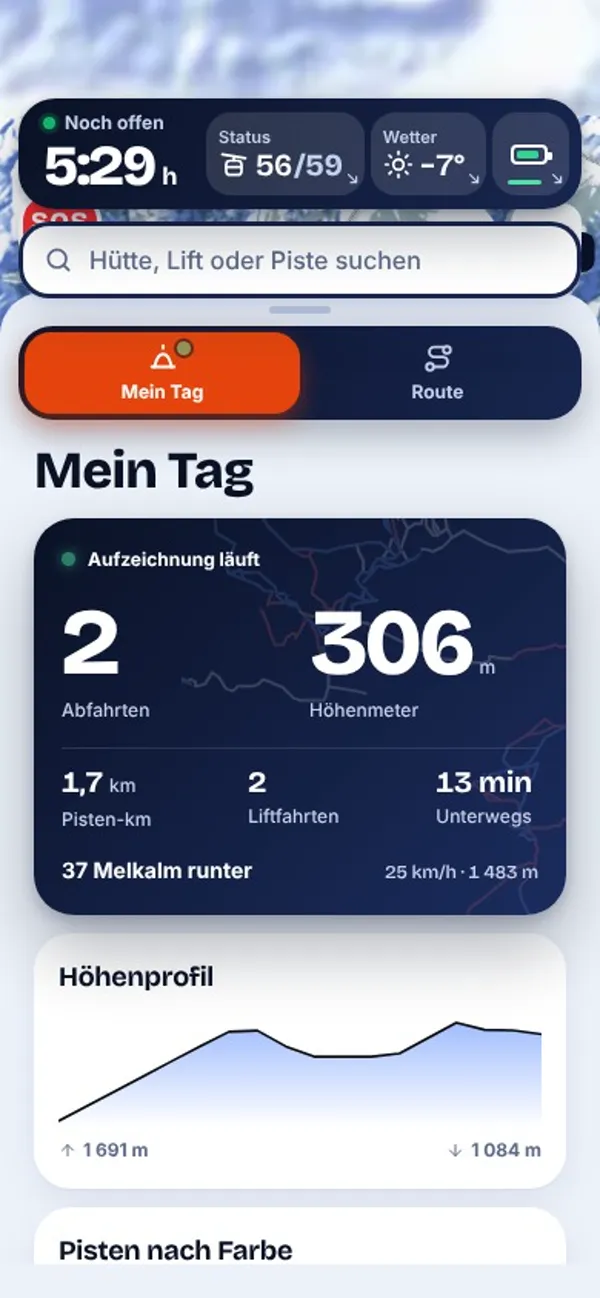 Noch offen
5:29 h
Status
56/59
Wetter
-7°
SOS
Hütte, Lift oder Piste suchen
Mein Tag
Route
Mein Tag
Aufzeichnung läuft
2
306 m
Abfahrten
Höhenmeter
1,7 km
2
13 min
Pisten-km
Liftfahrten
Unterwegs
37 Melkalm runter
25 km/h · 1 483 m
Höhenprofil
↑ 1 691 m
↓ 1 084 m
Pisten nach Farbe